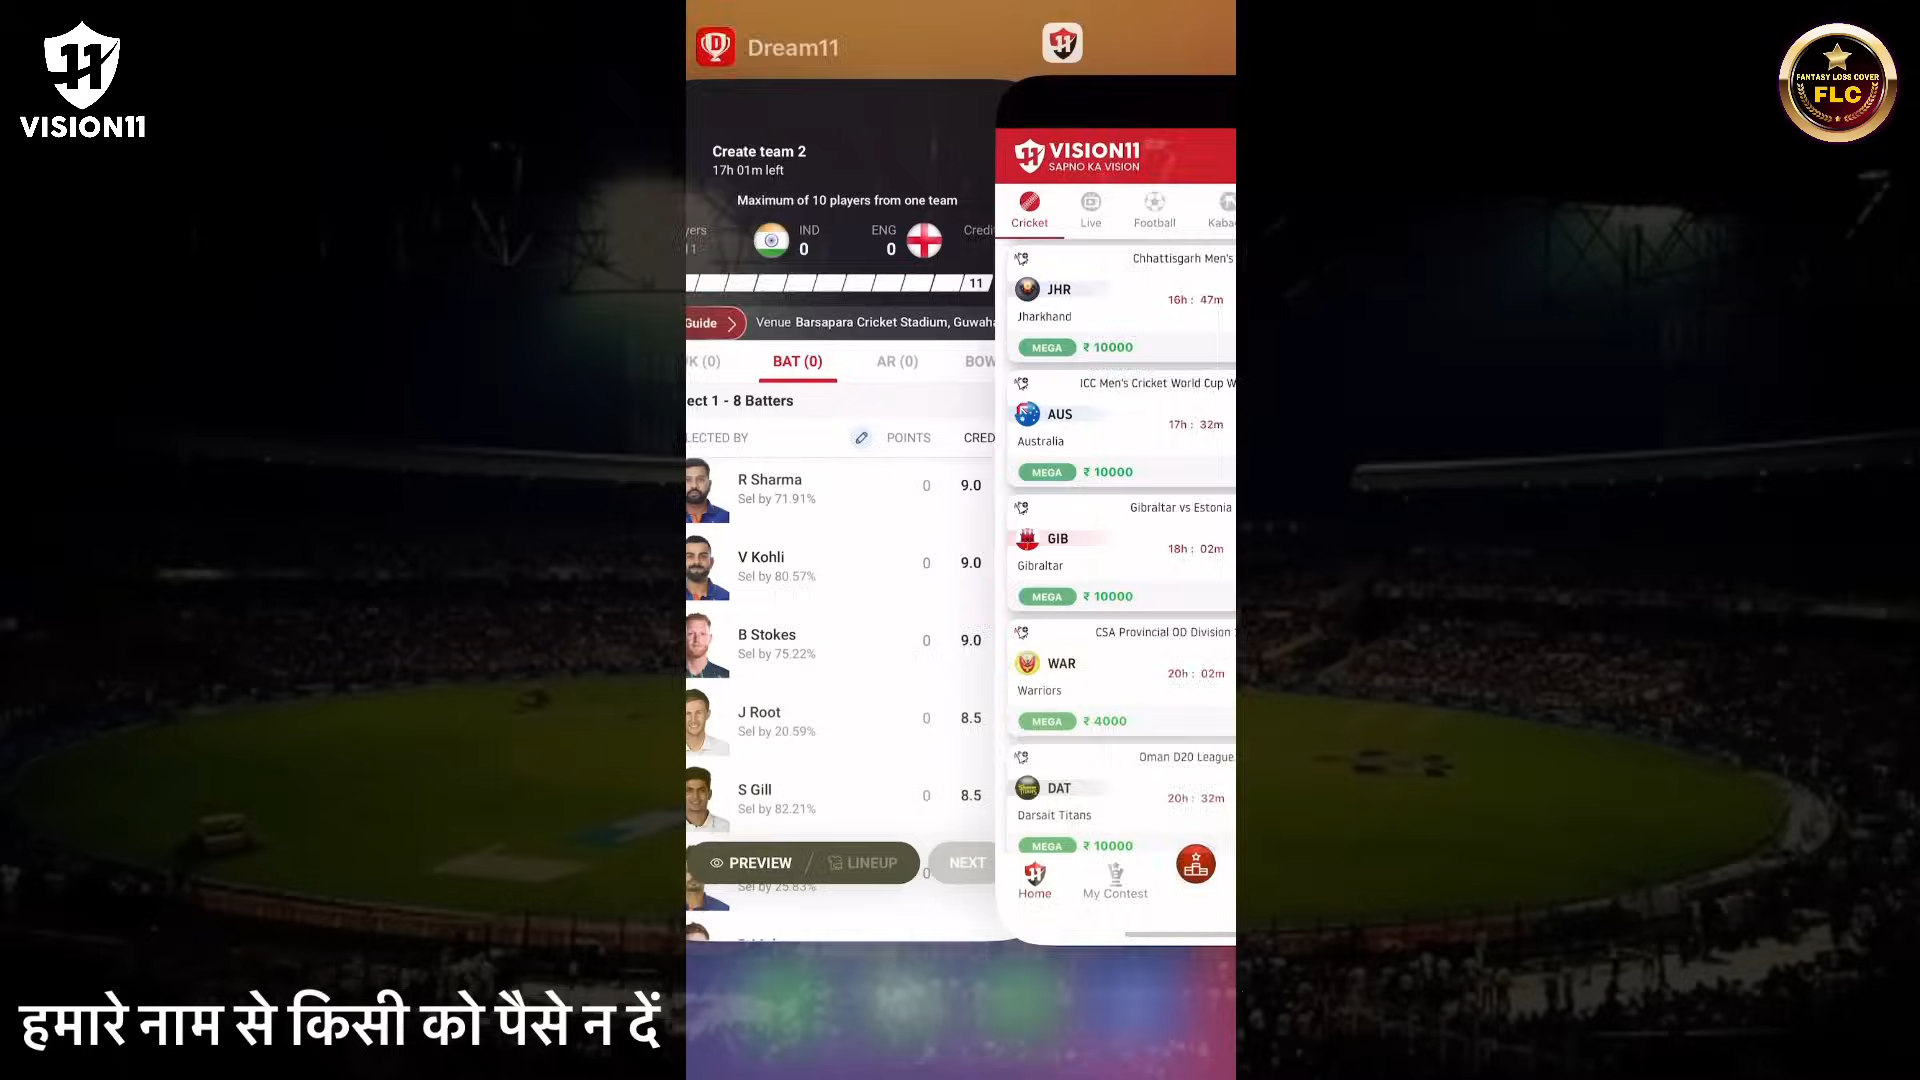 VISION11
FANTASY LOSS COVER
FLC
Dream11
Create team 2
17h 01m left
Maximum of 10 players from one team
IND
0
ENG
0
11
Guide
Venue Barsapara Cricket Stadium,
BAT (0)
AR (0)
BOW
1 - 8 Batters
POINTS
R Sharma
Sel by 71.91%
0
9.0
V Kohli
Sel by 80.57%
0
9.0
B Stokes
Sel by 75.22%
0
9.0
J Root
Sel by 20.59%
0
8.5
S Gill
Sel by 82.21%
0
8.5
PREVIEW
LINEUP
NEXT
Sel by 25.83%
0
VISION11
SAPNO KA VISION
Cricket
Live
Football
Chhattisgarh Men's
JHR
16h : 47m
Jharkhand
MEGA ₹ 10000
ICC Men's Cricket World Cup W
AUS
17h : 32m
Australia
MEGA ₹ 10000
Gibraltar vs Estonia
GIB
18h : 02m
Gibraltar
MEGA ₹ 10000
CSA Provincial OD Division
WAR
20h : 02m
Warriors
MEGA ₹ 4000
Oman D20 League
DAT
20h : 32m
Darsait Titans
MEGA ₹ 10000
Home
My Contest
हमारे नाम से किसी को पैसे न दें